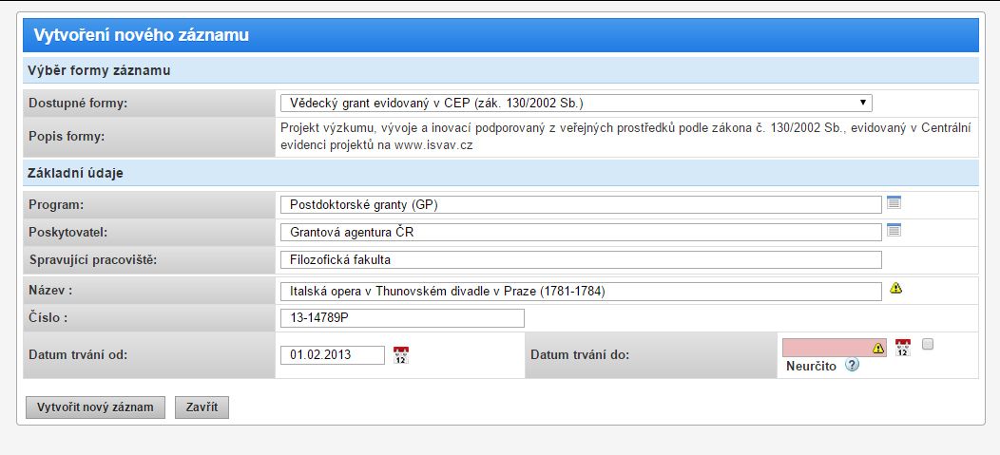 Vytvoření nového záznamu
Výběr formy záznamu
Dostupné formy: Vědecký grant evidovaný v CEP (zák. 130/2002 Sb.)
Popis formy: Projekt výzkumu, vývoje a inovací podporovaný z veřejných prostředků podle zákona č. 130/2002 Sb., evidovaný v Centrální
evidenci projektů na www.isvav.cz
Základní údaje
Program: Postdoktorské granty (GP)
Poskytovatel: Grantová agentura ČR
Spravující pracoviště: Filozofická fakulta
Název : Italská opera v Thunovském divadle v Praze (1781-1784)
Číslo : 13-14789P
Datum trvání od: 01.02.2013 12 Datum trvání do: 12
Neurčito ?
Vytvořit nový záznam Zavřít